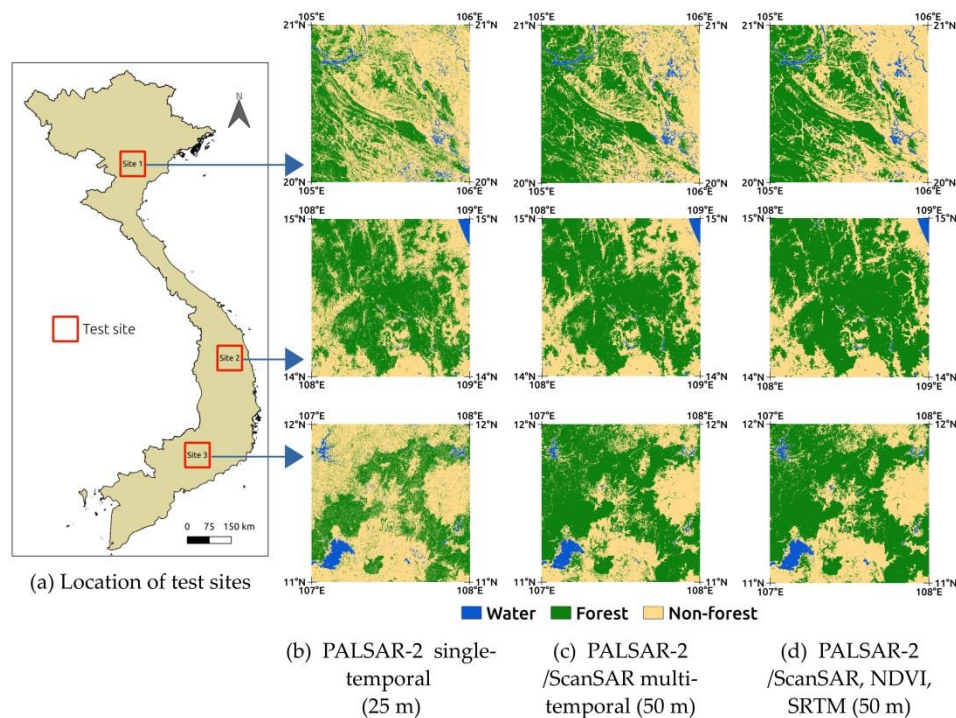 N
Site 1
Test site
Site 2
Site 3
0 75 150 km
(a) Location of test sites
105°E 106°E
21°N 21°N
20°N 20°N
105°E 106°E
105°E 106°E
21°N
20°N 20°N
105°E 106°E
105°E 106°E
21°N 21°N
20°N 20°N
105°E 106°E
108°E 109°E
15°N 15°N
14°N 14°N
108°E 109°E
108°E 109°E
15°N 15°N
14°N 14°N
108°E 109°E
108°E 109°E
15°N 15°N
14°N 14°N
108°E 109°E
107°E 108°E
12°N 12°N
11°N 11°N
107°E 108°E
107°E 108°E
12°N 12°N
11°N 11°N
107°E 108°E
107°E 108°E
12°N 12°N
11°N 11°N
107°E 108°E
Water Forest Non-forest
(b) PALSAR-2 single-
temporal
(25 m)
(c) PALSAR-2
/ScanSAR multi-
temporal (50 m)
(d) PALSAR-2
/ScanSAR, NDVI,
SRTM (50 m)